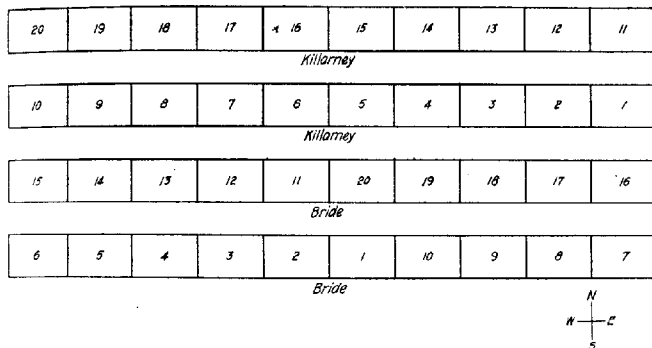 20 19 18 17 16 15 14 13 12 11
Killarney
10 9 8 7 6 5 4 3 2 1
Killarney
15 14 13 12 11 20 19 18 17 16
Bride
6 5 4 3 2 1 10 9 8 7
Bride
N
W E
S